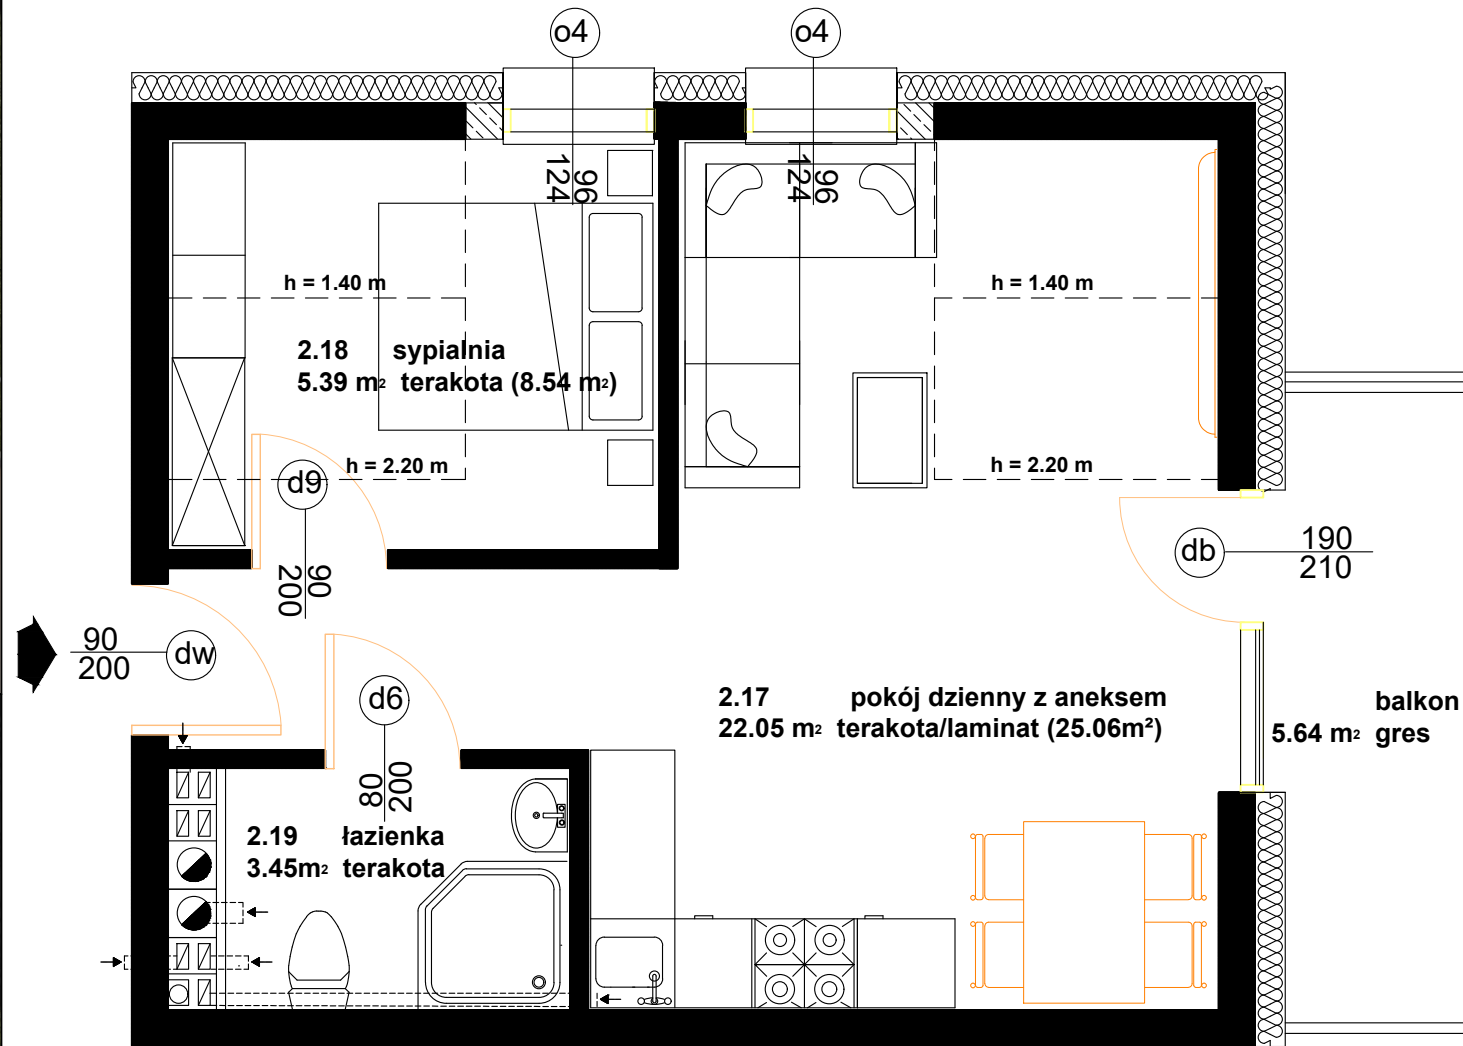 o4
o4
96
124
96
124
h = 1.40 m
h = 1.40 m
2.18 sypialnia
5.39 m² terakota (8.54 m²)
h = 2.20 m
h = 2.20 m
d9
90
200
db
190
210
90
200
dw
d6
80
200
2.17 pokój dzienny z aneksem
22.05 m² terakota/laminat (25.06m²)
balkon
5.64 m² gres
2.19 łazienka
3.45m² terakota